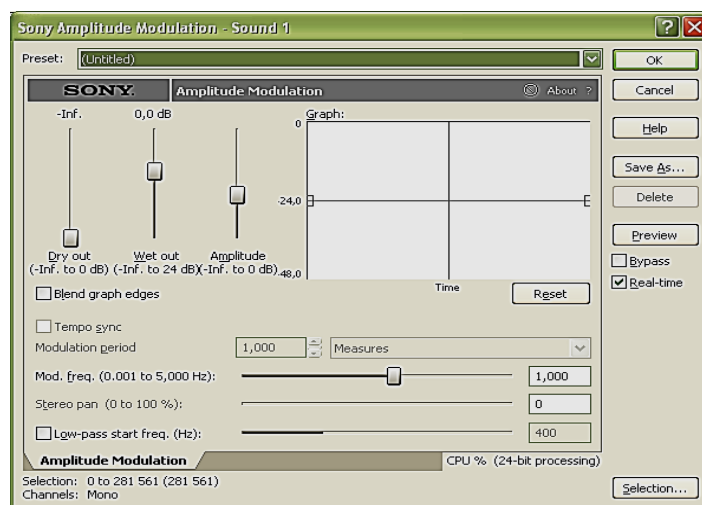 Sony Amplitude Modulation - Sound 1
Preset: (Untitled) OK
SONY Amplitude Modulation About ? Cancel
-Inf. 0,0 dB Graph:
0
Help
Save As...
-24,0 Delete
Preview
Dry out Wet out Amplitude
(-Inf. to 0 dB) (-Inf. to 24 dB) (-Inf. to 0 dB) -48,0 Bypass
Time
Blend graph edges Reset Real-time
Tempo sync
Modulation period 1,000 Measures
Mod. freq. (0.001 to 5,000 Hz): 1,000
Stereo pan (0 to 100 %): 0
Low-pass start freq. (Hz): 400
Amplitude Modulation CPU % (24-bit processing)
Selection: 0 to 281 561 (281 561) Selection...
Channels: Mono